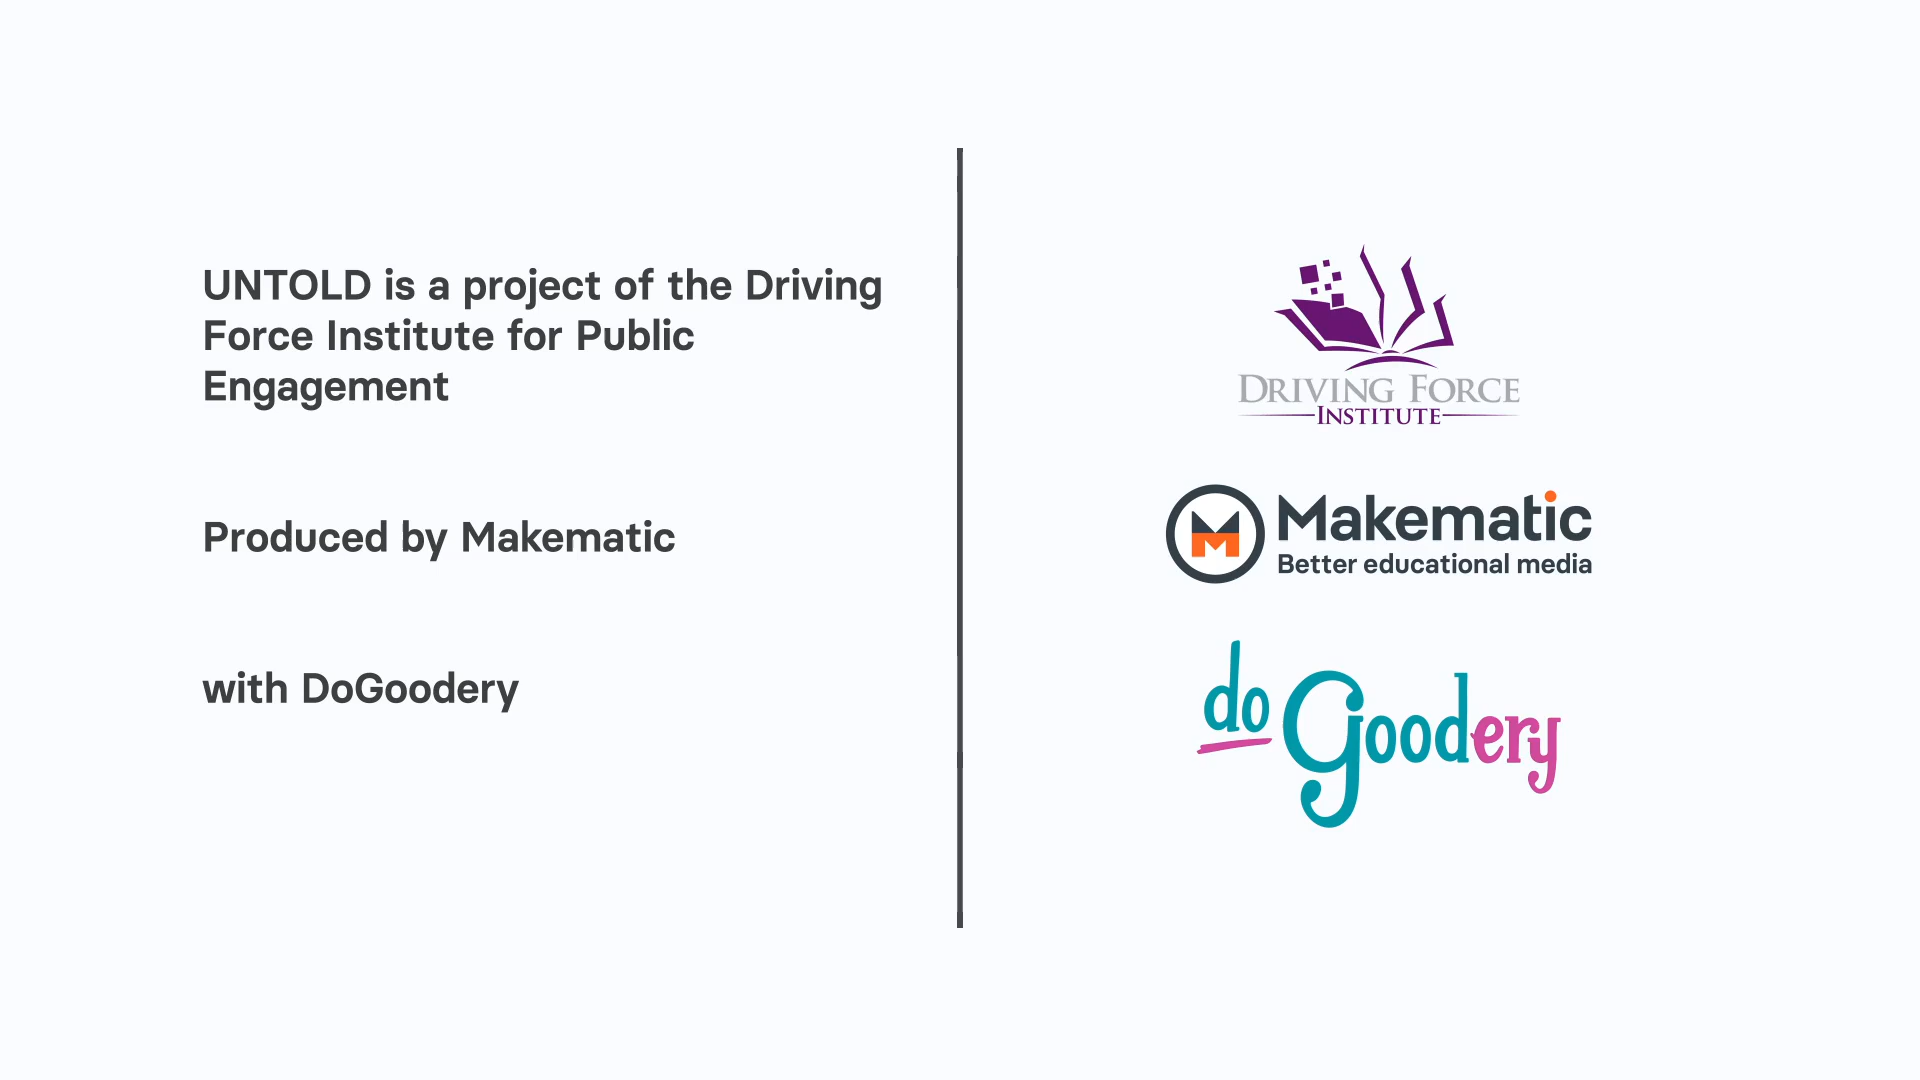 UNTOLD is a project of the Driving
Force Institute for Public
Engagement
Produced by Makematic
with DoGoodery
DRIVING FORCE
INSTITUTE
Makematic
Better educational media
do Goodery